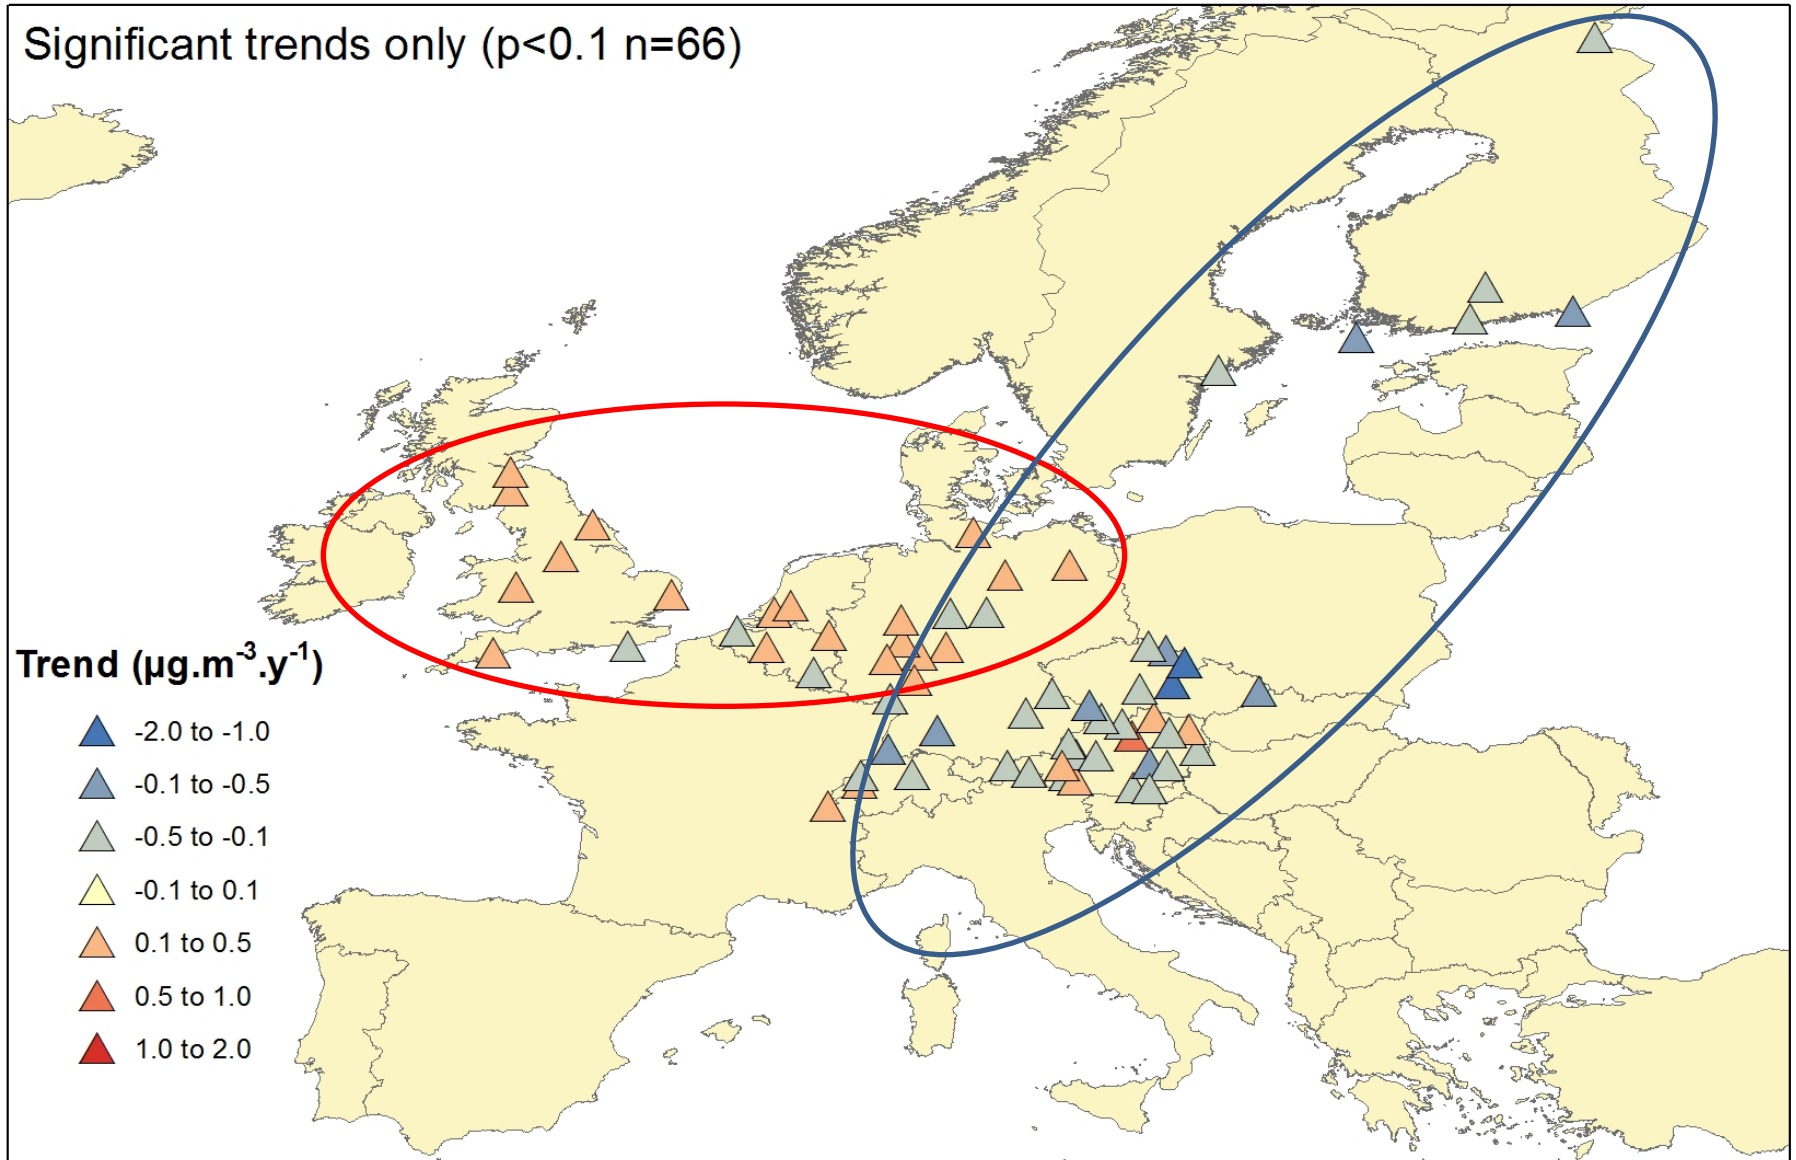 Significant trends only (p<0.1 n=66)
Trend (µg.m⁻³.y⁻¹)
-2.0 to -1.0
-0.1 to -0.5
-0.5 to -0.1
-0.1 to 0.1
0.1 to 0.5
0.5 to 1.0
1.0 to 2.0